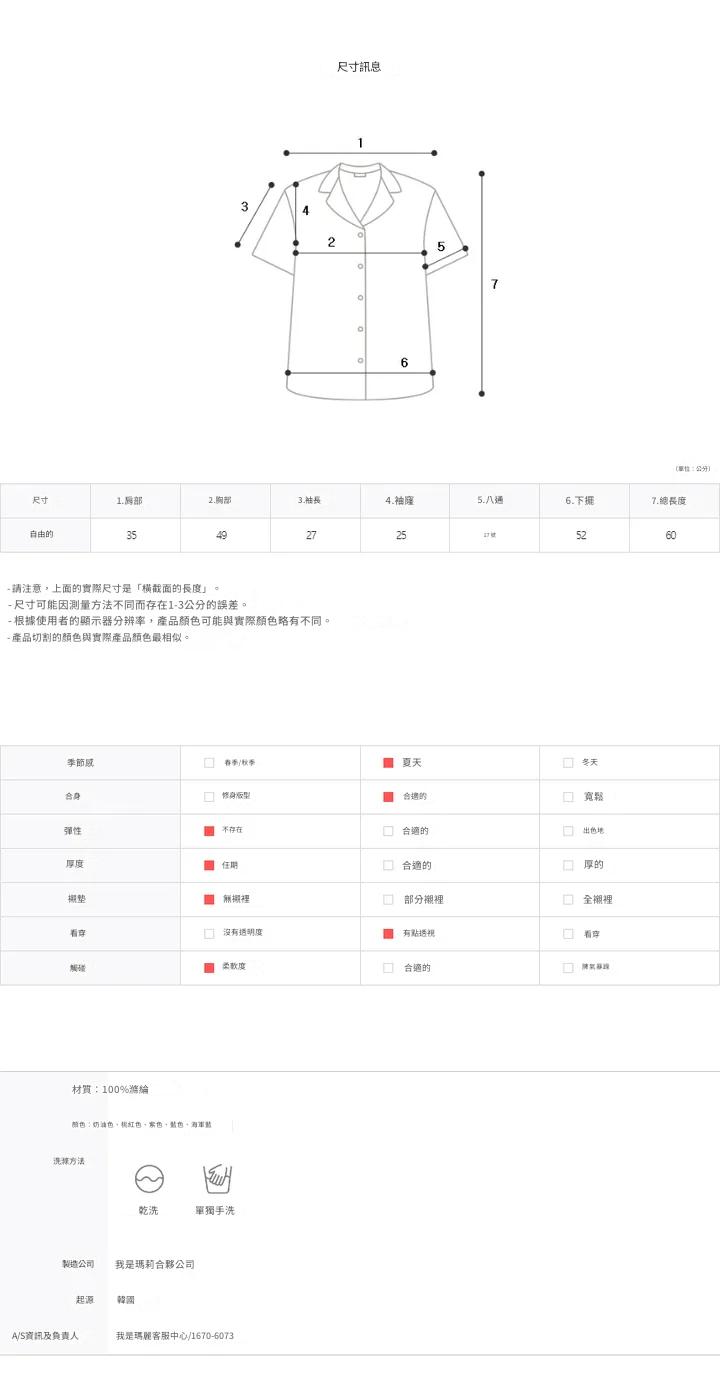 尺寸訊息
1
3
4
2
5
7
6
（單位：公分）
尺寸 1.肩部 2.胸部 3.袖長 4.袖窿 5.八通 6.下擺 7.總長度
自由的 35 49 27 25 17號 52 60
-請注意，上面的實際尺寸是「橫截面的長度」。
-尺寸可能因測量方法不同而存在1-3公分的誤差。
-根據使用者的顯示器分辨率，產品顏色可能與實際顏色略有不同。
-產品切割的顏色與實際產品顏色最相似。
季節感 春季/秋季 夏天 冬天
合身 修身版型 合適的 寬鬆
彈性 不存在 合適的 出色地
厚度 任期 合適的 厚的
襯墊 無襯裡 部分襯裡 全襯裡
看穿 沒有透明度 有點透視 看穿
觸碰 柔軟度 合適的 脾氣暴躁
材質：100%滌綸
顏色：奶油色、桃紅色、紫色、藍色、海軍藍
洗滌方法
乾洗 單獨手洗
製造公司 我是瑪莉合夥公司
起源 韓國
A/S資訊及負責人 我是瑪麗客服中心/1670-6073